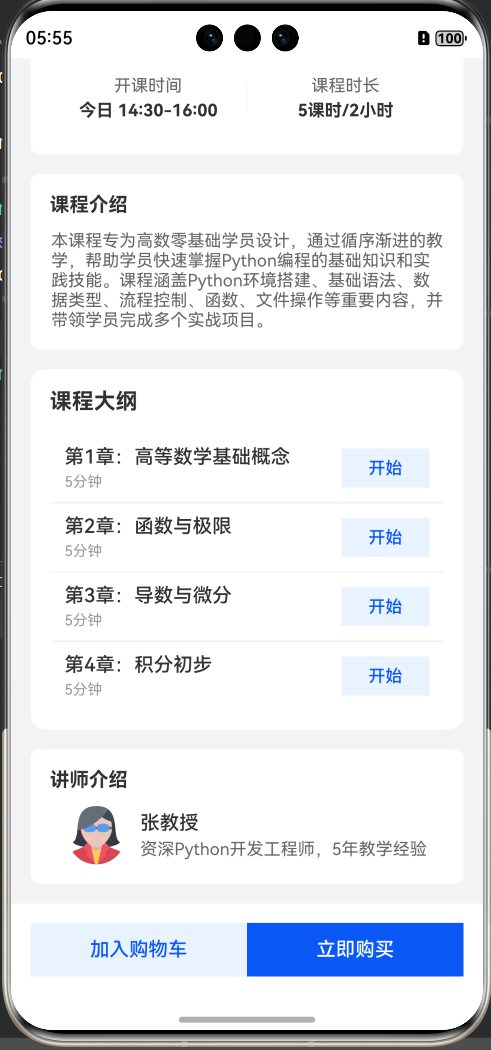 05:55
100
开课时间
课程时长
今日 14:30-16:00
5课时/2小时
课程介绍
本课程专为高数零基础学员设计，通过循序渐进的教
学，帮助学员快速掌握Python编程的基础知识和实
践技能。课程涵盖Python环境搭建、基础语法、数
据类型、流程控制、函数、文件操作等重要内容，并
带领学员完成多个实战项目。
课程大纲
第1章：高等数学基础概念
5分钟
开始
第2章：函数与极限
5分钟
开始
第3章：导数与微分
5分钟
开始
第4章：积分初步
5分钟
开始
讲师介绍
张教授
资深Python开发工程师，5年教学经验
加入购物车
立即购买